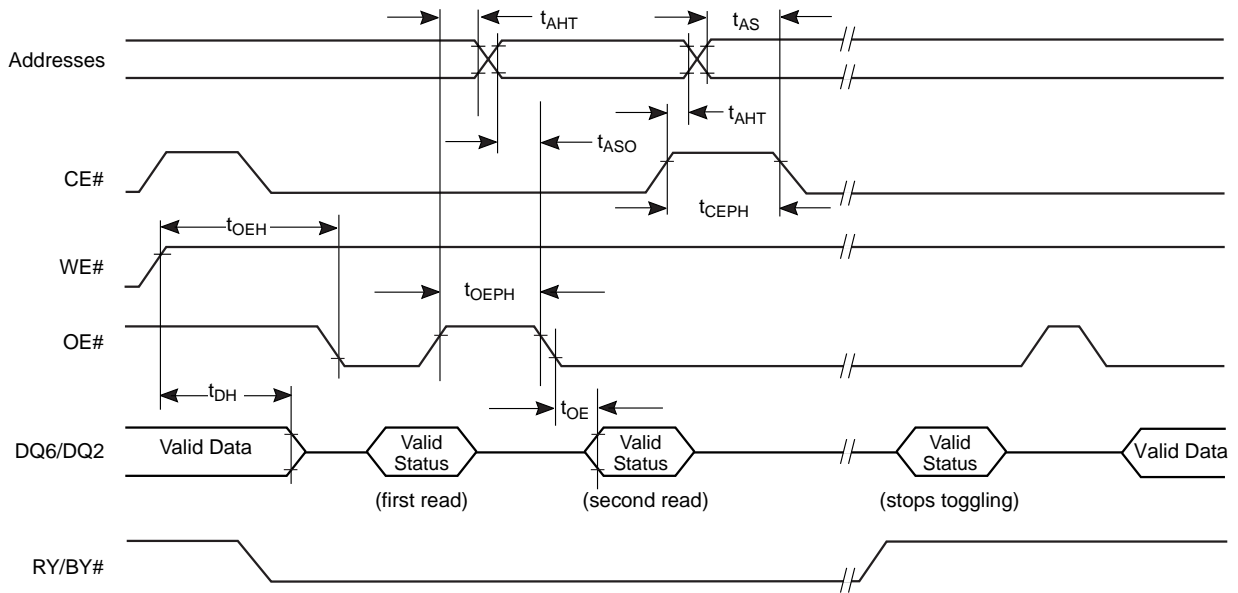 tAHT
tAS
Addresses
tAHT
tASO
CE#
tCEPH
tOEH
WE#
tOEPH
OE#
tDH
tOE
DQ6/DQ2
Valid Data
Valid
Status
Valid
Status
Valid
Status
Valid Data
(first read)
(second read)
(stops toggling)
RY/BY#